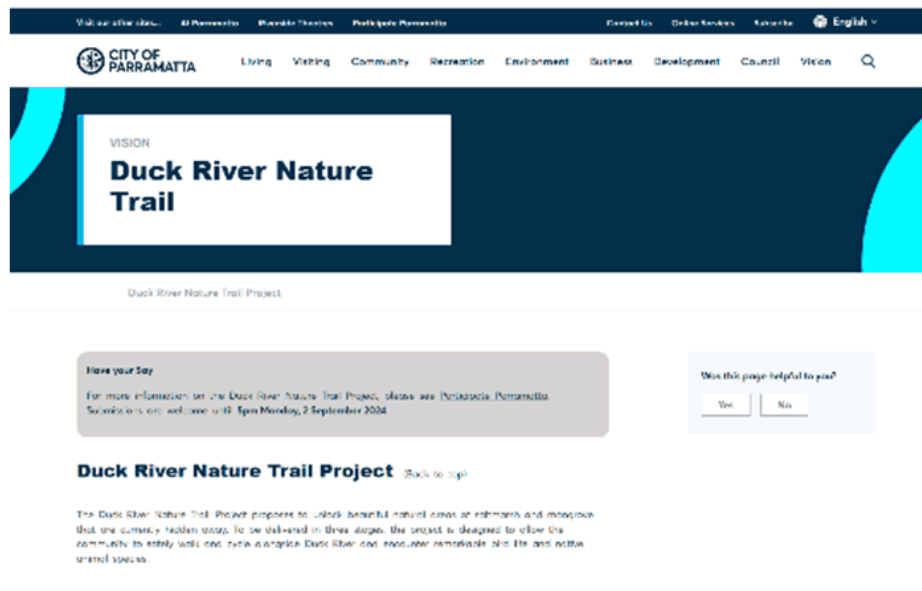 Visit our other sites... At Parramatta Riverside Theatres Participate Parramatta Contact Us Online Services Subscribe English
CITY OF
PARRAMATTA
Living Visiting Community Recreation Environment Business Development Council Vision
VISION
Duck River Nature
Trail
Duck River Nature Trail Project
Have your Say
For more information on the Duck River Nature Trail Project, please see Participate Parramatta.
Submissions are welcome until 5pm Monday, 2 September 2024
Was this page helpful to you?
Yes No
Duck River Nature Trail Project (Back to top)
The Duck River Nature Trail Project proposes to unlock beautiful natural areas of saltmarsh and mangrove
that are currently hidden away. To be delivered in three stages, the project is designed to allow the
community to safely walk and cycle alongside Duck River and encounter remarkable bird life and native
animal species.